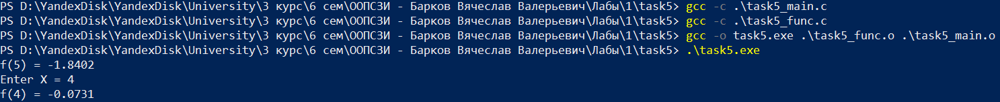 PS D:\YandexDisk\YandexDisk\University\3 курс\6 сем\ООПСЗИ - Барков Вячеслав Валерьевич\Лабы\1\task5> gcc -c .\task5_main.c
PS D:\YandexDisk\YandexDisk\University\3 курс\6 сем\ООПСЗИ - Барков Вячеслав Валерьевич\Лабы\1\task5> gcc -c .\task5_func.c
PS D:\YandexDisk\YandexDisk\University\3 курс\6 сем\ООПСЗИ - Барков Вячеслав Валерьевич\Лабы\1\task5> gcc -o task5.exe .\task5_func.o .\task5_main.o
PS D:\YandexDisk\YandexDisk\University\3 курс\6 сем\ООПСЗИ - Барков Вячеслав Валерьевич\Лабы\1\task5> .\task5.exe
f(5) = -1.8402
Enter X = 4
f(4) = -0.0731